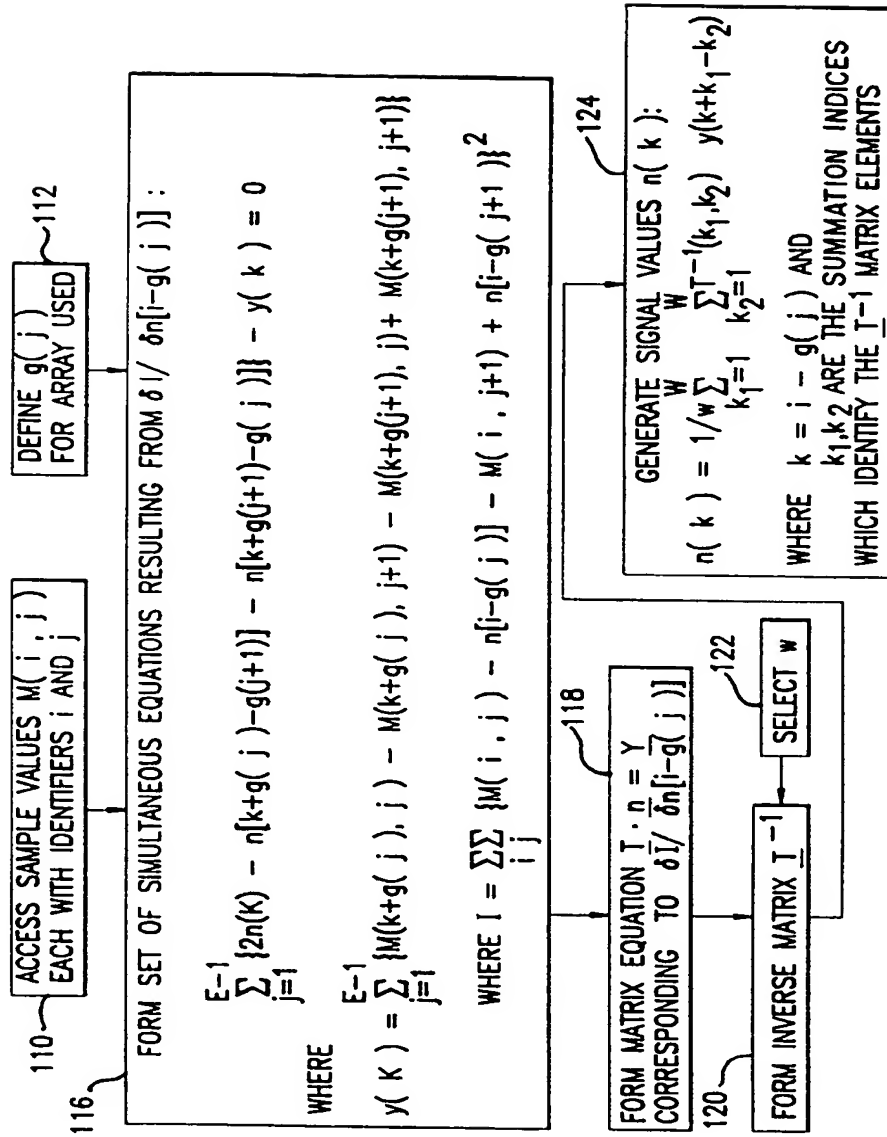 110
ACCESS SAMPLE VALUES M( i , j )
EACH WITH IDENTIFIERS i AND j
DEFINE g( j )
FOR ARRAY USED
112
116
FORM SET OF SIMULTANEOUS EQUATIONS RESULTING FROM δI/ δn[i-g( j )] :
E-1
∑ {2n(K) - n[k+g( j )-g(j+1)] - n[k+g(j+1)-g( j )]} - y( k ) = 0
j=1
WHERE
E-1
y( K ) = ∑ {M(k+g( j ), j ) - M(k+g( j ), j+1) - M(k+g(j+1), j)+ M(k+g(j+1), j+1)}
j=1
WHERE I = ∑∑ {M( i , j ) - n[i-g( j )] - M( i , j+1) + n[i-g( j+1 )}²
i j
118
FORM MATRIX EQUATION T · n = Y
CORRESPONDING TO δI/ δn[i-g( j )]
120
FORM INVERSE MATRIX T⁻¹
122
SELECT w
124
GENERATE SIGNAL VALUES n( k ):
W W
n( k ) = 1/w ∑ ∑ T⁻¹(k₁,k₂) y(k+k₁-k₂)
k₁=1 k₂=1
WHERE k = i - g( j ) AND
k₁,k₂ ARE THE SUMMATION INDICES
WHICH IDENTIFY THE T⁻¹ MATRIX ELEMENTS